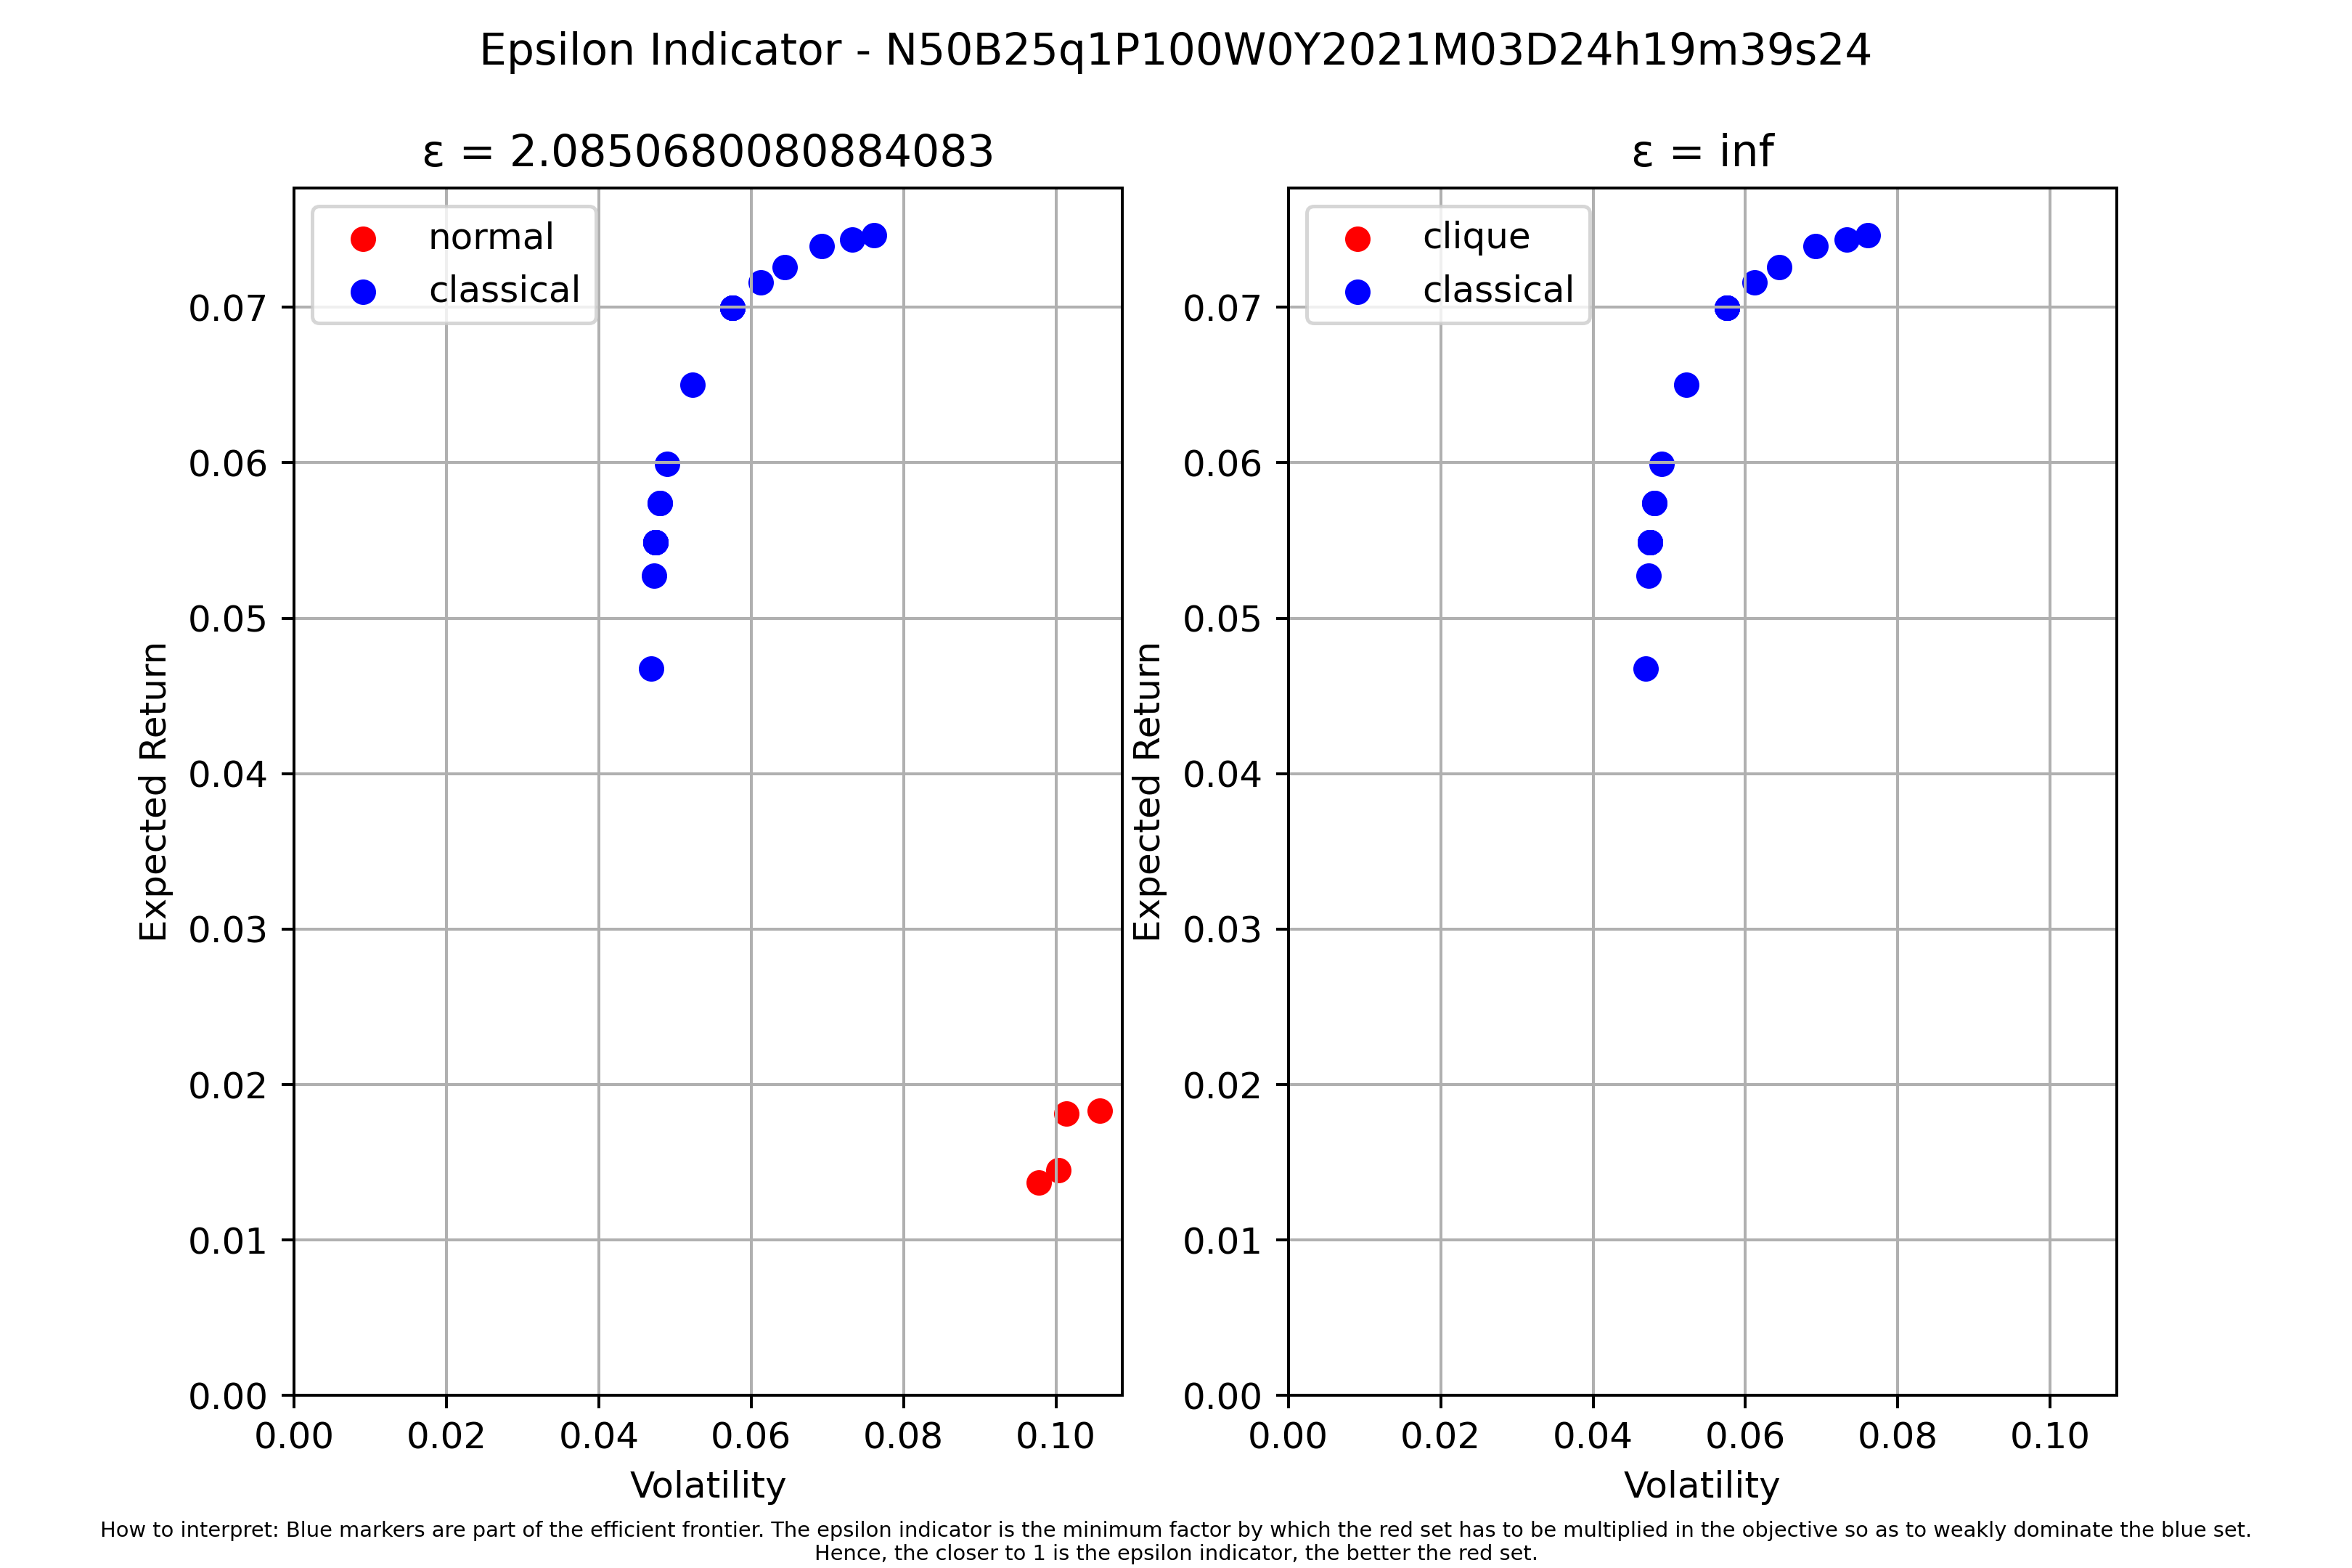 Epsilon Indicator - N50B25q1P100W0Y2021M03D24h19m39s24
ε = 2.0850680080884083
normal
classical
0.07
0.06
0.05
0.04
0.03
0.02
0.01
0.00
Expected Return
0.00 0.02 0.04 0.06 0.08 0.10
Volatility
ε = inf
clique
classical
0.07
0.06
0.05
0.04
0.03
0.02
0.01
0.00
Expected Return
0.00 0.02 0.04 0.06 0.08 0.10
Volatility
How to interpret: Blue markers are part of the efficient frontier. The epsilon indicator is the minimum factor by which the red set has to be multiplied in the objective so as to weakly dominate the blue set.
Hence, the closer to 1 is the epsilon indicator, the better the red set.